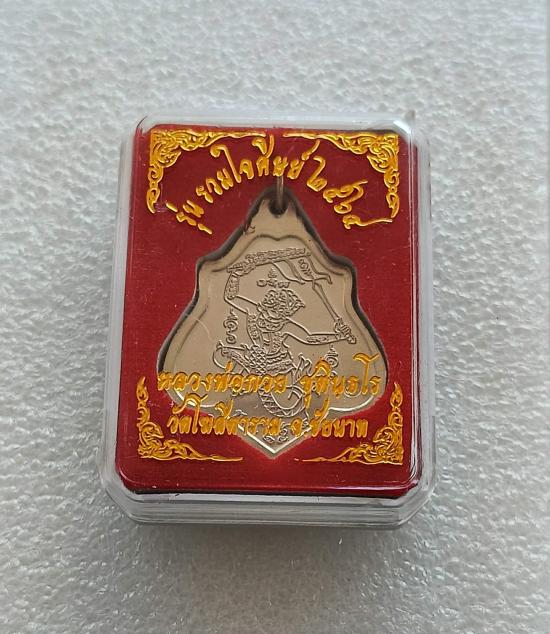 รุ่น รวมใจศิษย์ ๒๕๖๔
หลวงพ่อกวย ชุตินฺธโร
วัดโฆสิตาราม จ.ชัยนาท